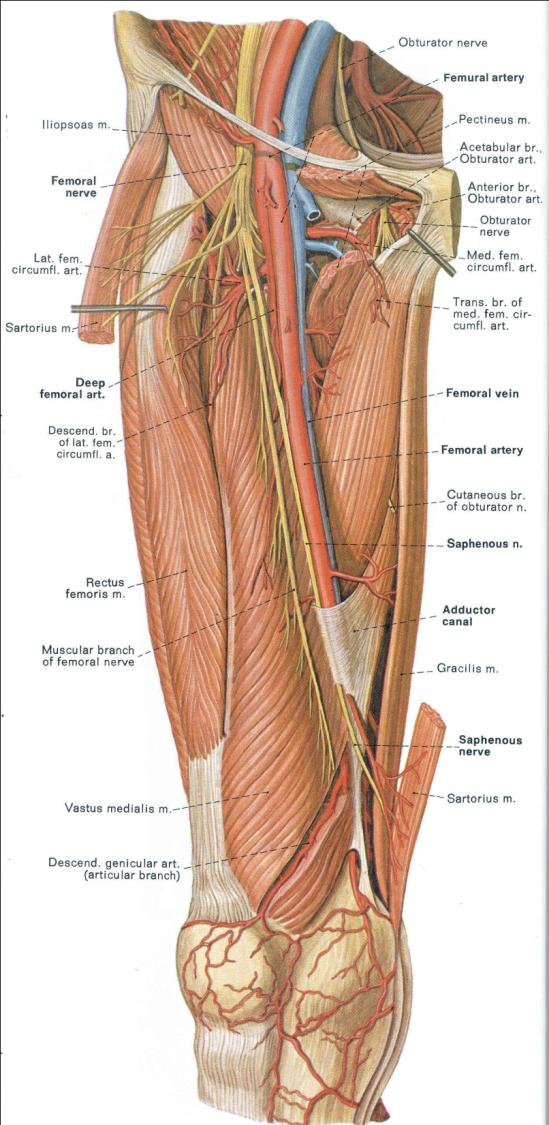 Obturator nerve
Femural artery
Pectineus m.
Acetabular br.,
Obturator art.
Anterior br.,
Obturator art.
Obturator
nerve
Med. fem.
circumfl. art.
Trans. br. of
med. fem. cir-
cumfl. art.
Femoral vein
Femoral artery
Cutaneous br.
of obturator n.
Saphenous n.
Adductor
canal
Gracilis m.
Saphenous
nerve
Sartorius m.
Iliopsoas m.
Femoral
nerve
Lat. fem.
circumfl. art.
Sartorius m.
Deep
femoral art.
Descend. br.
of lat. fem.
circumfl. a.
Rectus
femoris m.
Muscular branch
of femoral nerve
Vastus medialis m.
Descend. genicular art.
(articular branch)